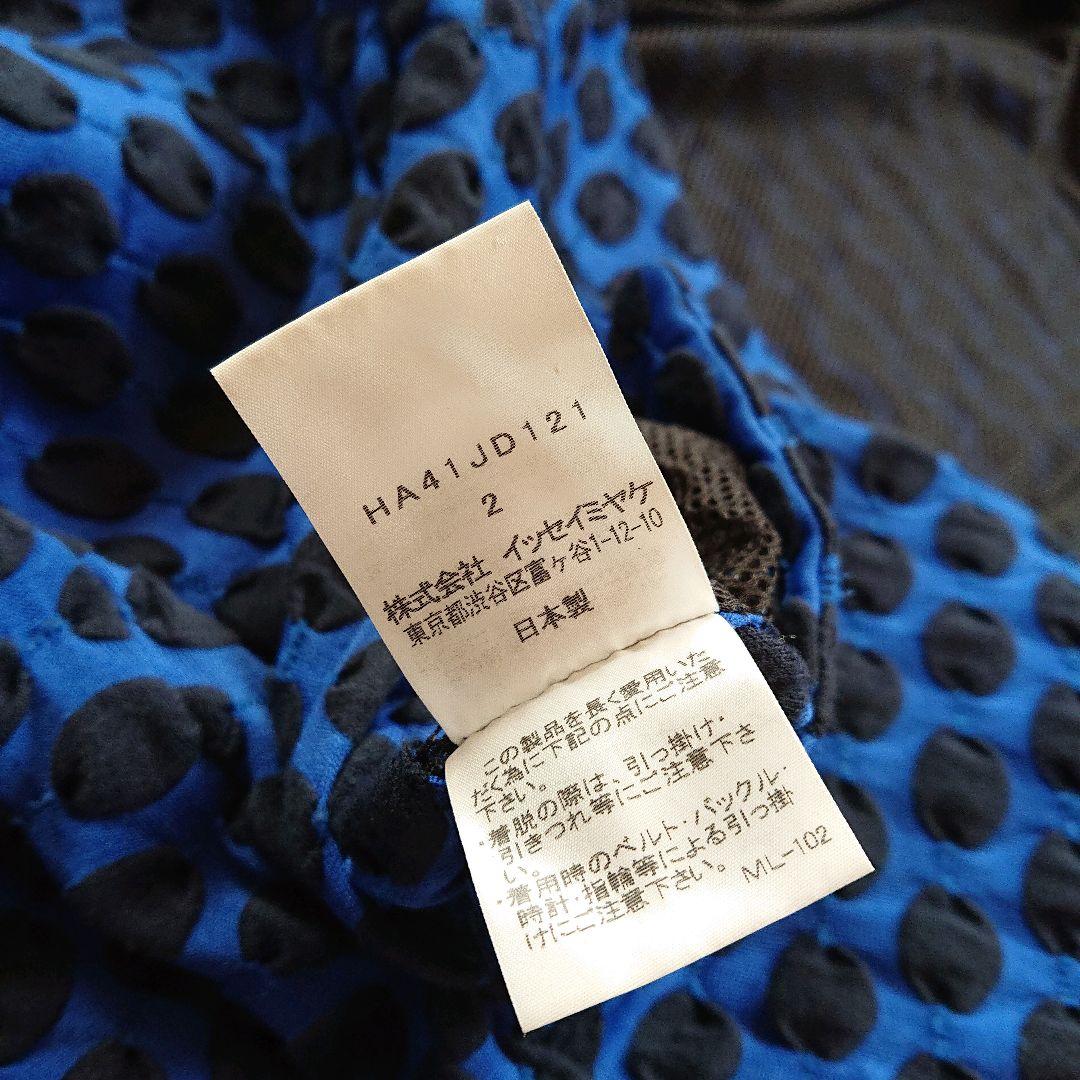 HA41JD121
2
株式会社 イッセイミヤケ
東京都渋谷区富ヶ谷1-12-10
日本製
この製品を長く愛用いた
だく為に下記の点にご注意
下さい。
・着脱の際は、引っ掛け・
引きつれ等にご注意下さ
い。
・着用時のベルト・バックル・
時計・指輪等による引っ掛
けにご注意下さい。
ML-102